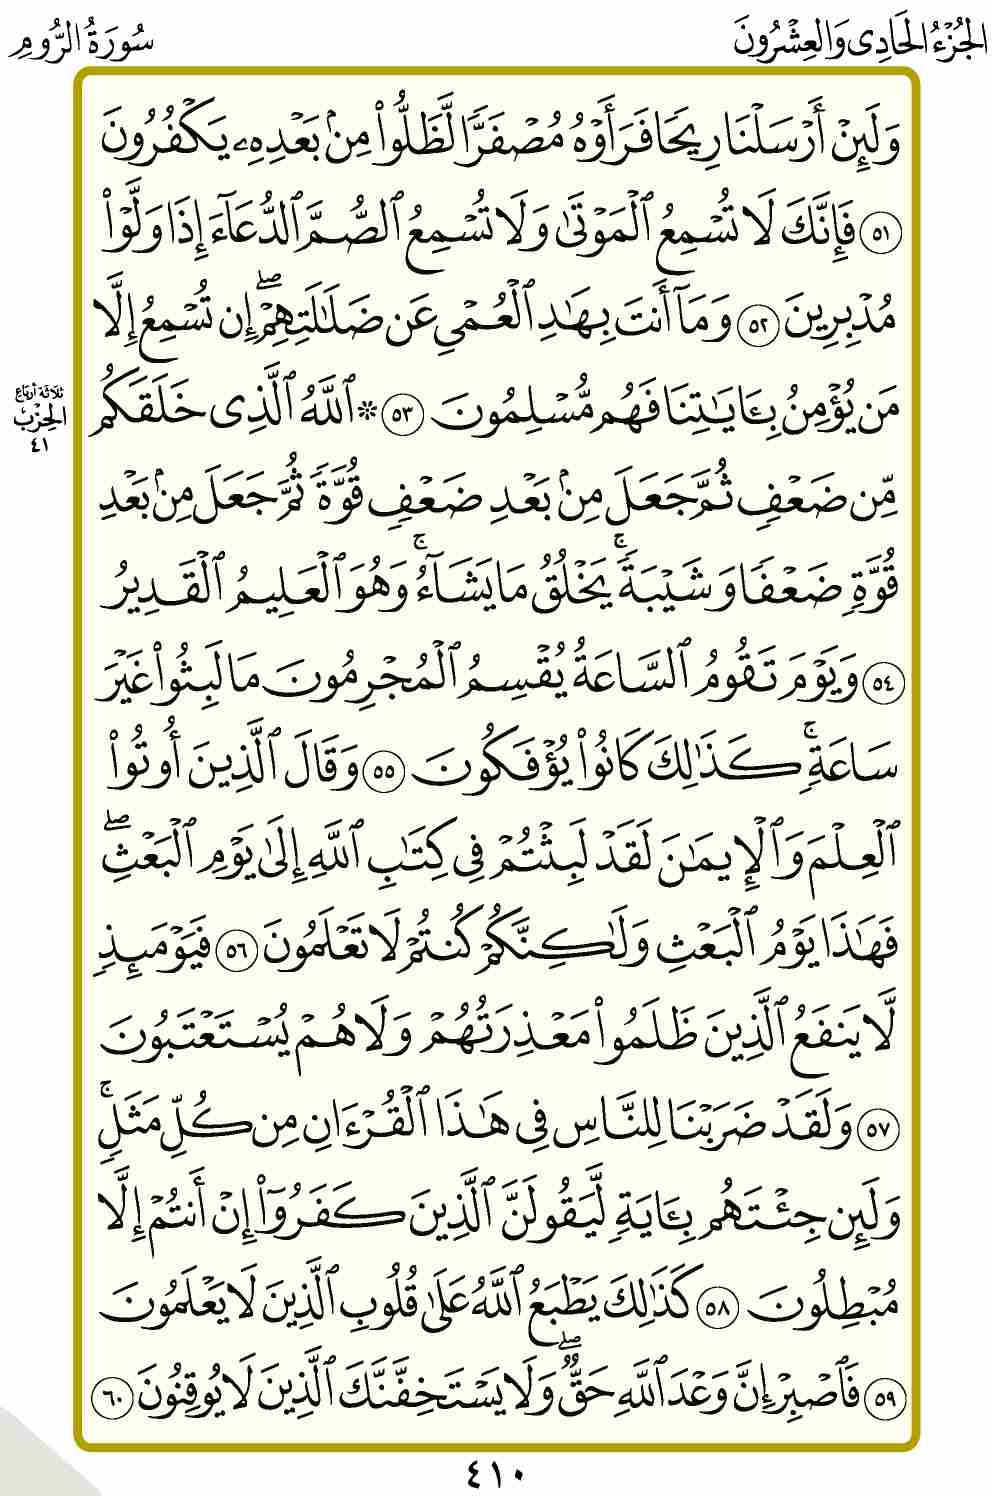 الجُزْءُ الحَادِى وَالعِشْرُونَ
سُورَةُ الرُّومِ
وَلَئِنْ أَرْسَلْنَا رِيحًا فَرَأَوْهُ مُصْفَرًّا لَّظَلُّوا۟ مِنۢ بَعْدِهِۦ يَكْفُرُونَ
٥١ فَإِنَّكَ لَا تُسْمِعُ ٱلْمَوْتَىٰ وَلَا تُسْمِعُ ٱلصُّمَّ ٱلدُّعَآءَ إِذَا وَلَّوْا۟
مُدْبِرِينَ ٥٢ وَمَآ أَنتَ بِهَـٰدِ ٱلْعُمْىِ عَن ضَلَـٰلَتِهِمْ ۖ إِن تُسْمِعُ إِلَّا
مَن يُؤْمِنُ بِـَٔايَـٰتِنَا فَهُم مُّسْلِمُونَ ٥٣ ۞ ٱللَّهُ ٱلَّذِى خَلَقَكُم
ثلاثة أرباع
الحِزْب
٤١
مِّن ضَعْفٍ ثُمَّ جَعَلَ مِنۢ بَعْدِ ضَعْفٍ قُوَّةً ثُمَّ جَعَلَ مِنۢ بَعْدِ
قُوَّةٍ ضَعْفًا وَشَيْبَةً ۚ يَخْلُقُ مَا يَشَآءُ ۚ وَهُوَ ٱلْعَلِيمُ ٱلْقَدِيرُ
٥٤ وَيَوْمَ تَقُومُ ٱلسَّاعَةُ يُقْسِمُ ٱلْمُجْرِمُونَ مَا لَبِثُوا۟ غَيْرَ
سَاعَةٍ ۚ كَذَٰلِكَ كَانُوا۟ يُؤْفَكُونَ ٥٥ وَقَالَ ٱلَّذِينَ أُوتُوا۟
ٱلْعِلْمَ وَٱلْإِيمَـٰنَ لَقَدْ لَبِثْتُمْ فِى كِتَـٰبِ ٱللَّهِ إِلَىٰ يَوْمِ ٱلْبَعْثِ ۖ
فَهَـٰذَا يَوْمُ ٱلْبَعْثِ وَلَـٰكِنَّكُمْ كُنتُمْ لَا تَعْلَمُونَ ٥٦ فَيَوْمَئِذٍ
لَّا يَنفَعُ ٱلَّذِينَ ظَلَمُوا۟ مَعْذِرَتُهُمْ وَلَا هُمْ يُسْتَعْتَبُونَ
٥٧ وَلَقَدْ ضَرَبْنَا لِلنَّاسِ فِى هَـٰذَا ٱلْقُرْءَانِ مِن كُلِّ مَثَلٍ ۚ
وَلَئِن جِئْتَهُم بِـَٔايَةٍ لَّيَقُولَنَّ ٱلَّذِينَ كَفَرُوٓا۟ إِنْ أَنتُمْ إِلَّا
مُبْطِلُونَ ٥٨ كَذَٰلِكَ يَطْبَعُ ٱللَّهُ عَلَىٰ قُلُوبِ ٱلَّذِينَ لَا يَعْلَمُونَ
٥٩ فَٱصْبِرْ إِنَّ وَعْدَ ٱللَّهِ حَقٌّ ۖ وَلَا يَسْتَخِفَّنَّكَ ٱلَّذِينَ لَا يُوقِنُونَ ٦٠
٤١٠